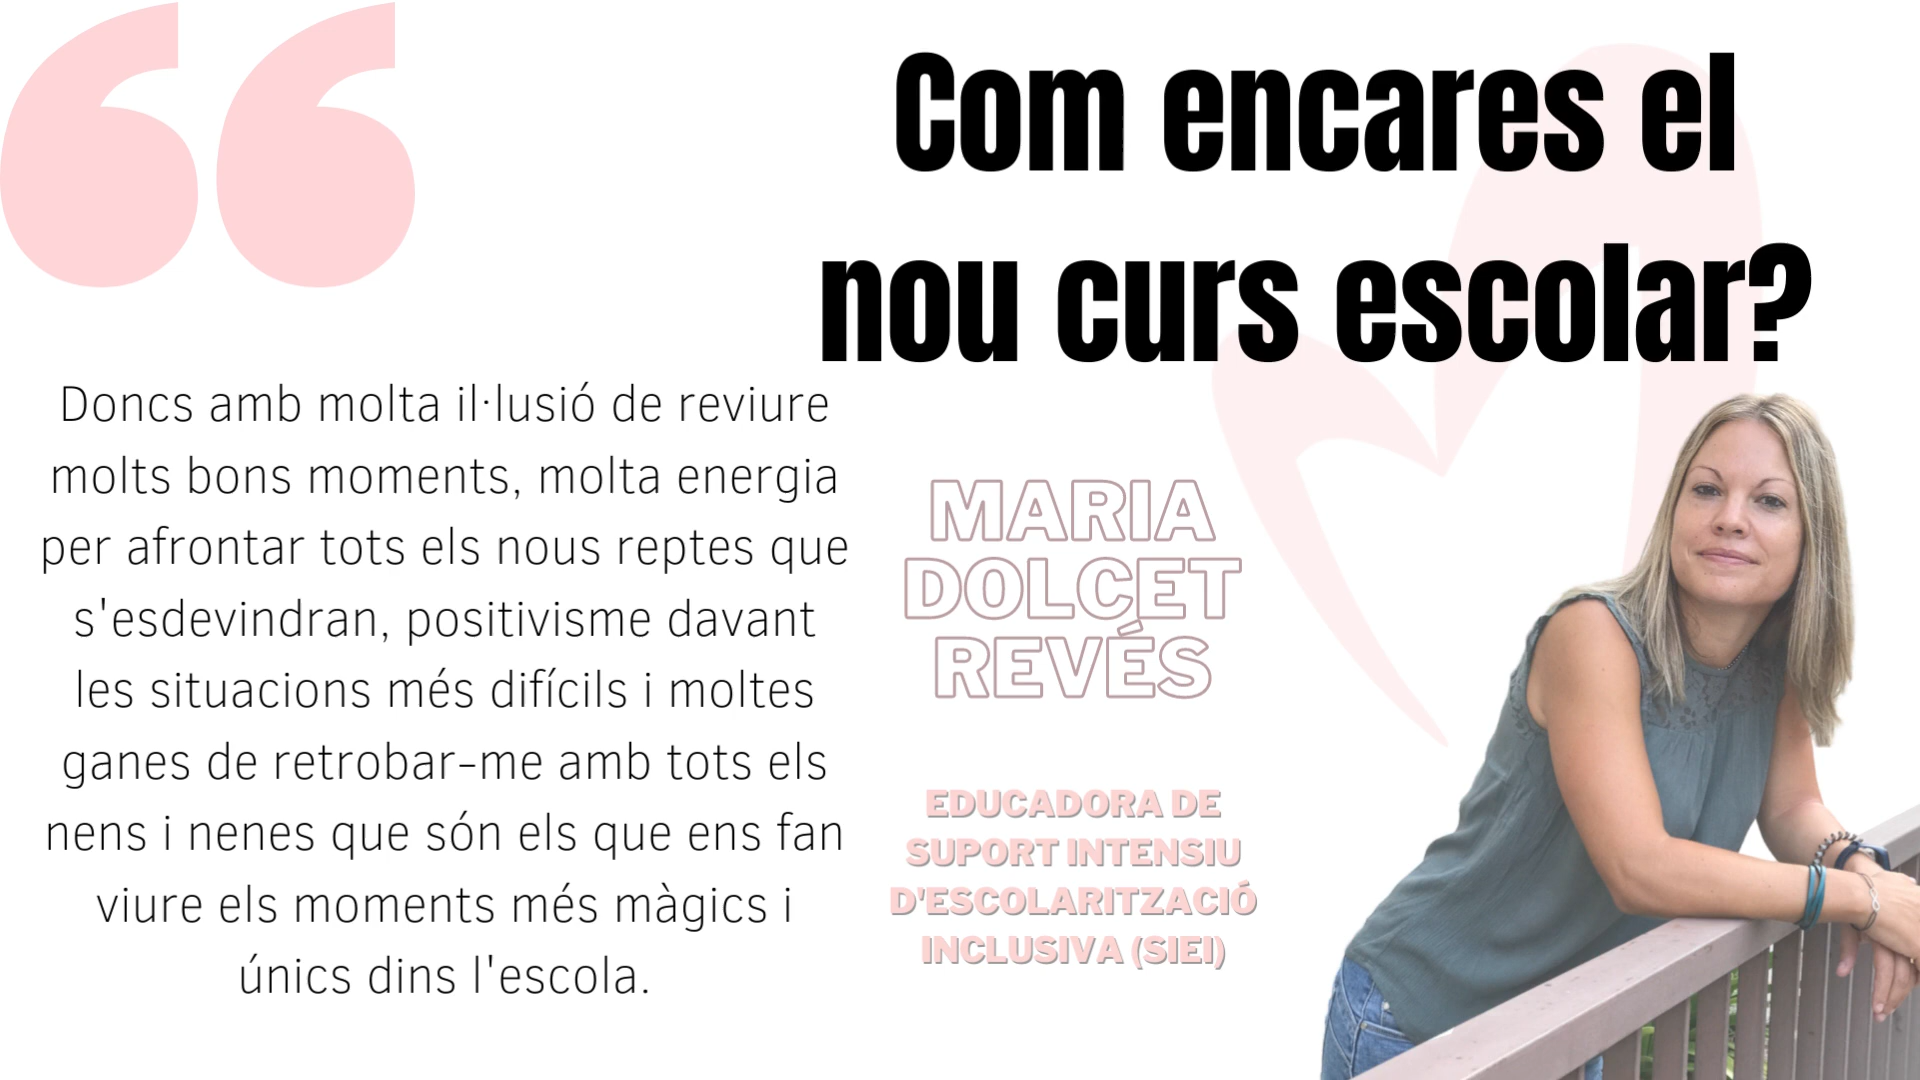 Com encares el
nou curs escolar?
Doncs amb molta il·lusió de reviure
molts bons moments, molta energia
per afrontar tots els nous reptes que
s'esdevindran, positivisme davant
les situacions més difícils i moltes
ganes de retrobar-me amb tots els
nens i nenes que són els que ens fan
viure els moments més màgics i
únics dins l'escola.
MARIA
DOLCET
REVÉS
EDUCADORA DE
SUPORT INTENSIU
D'ESCOLARITZACIÓ
INCLUSIVA (SIEI)